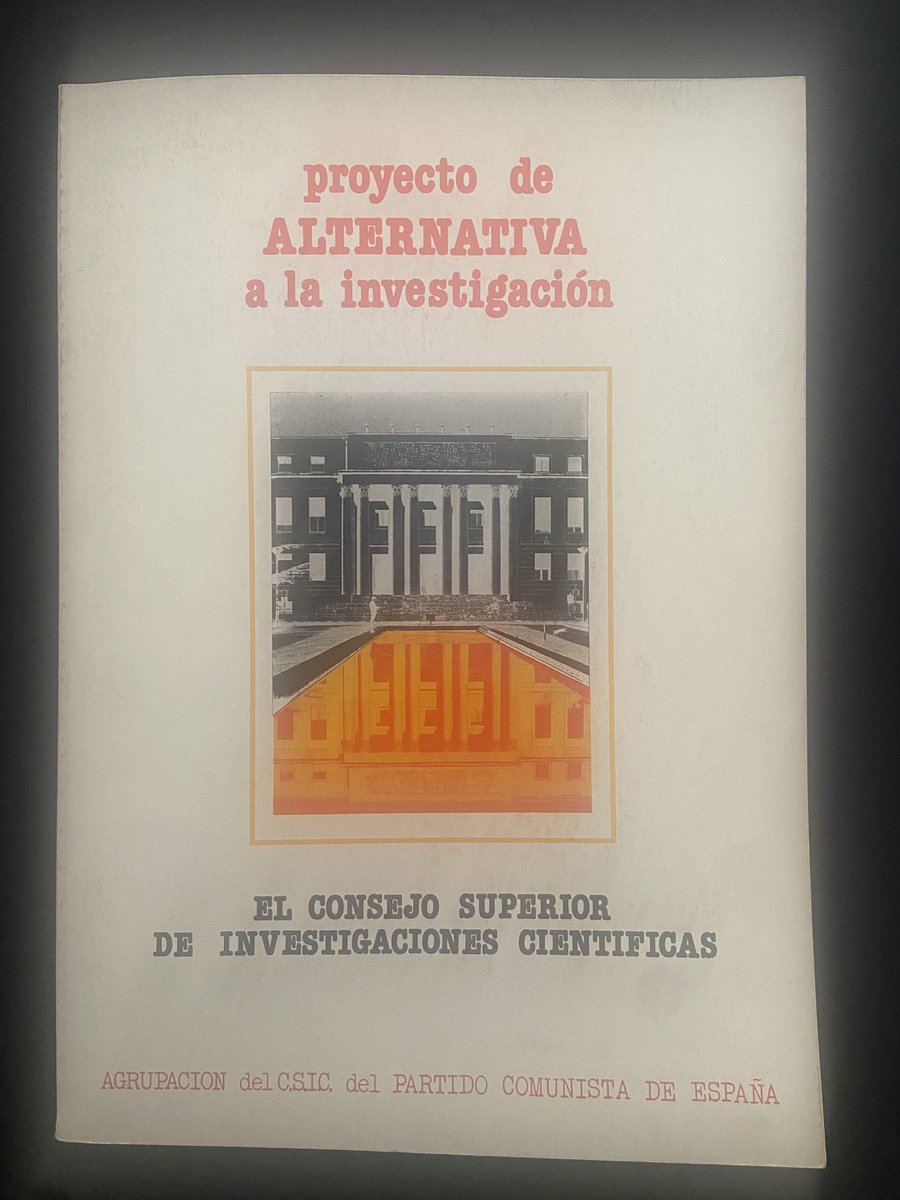 proyecto de
ALTERNATIVA
a la investigación
EL CONSEJO SUPERIOR
DE INVESTIGACIONES CIENTIFICAS
AGRUPACION del C.S.I.C. del PARTIDO COMUNISTA DE ESPAÑA